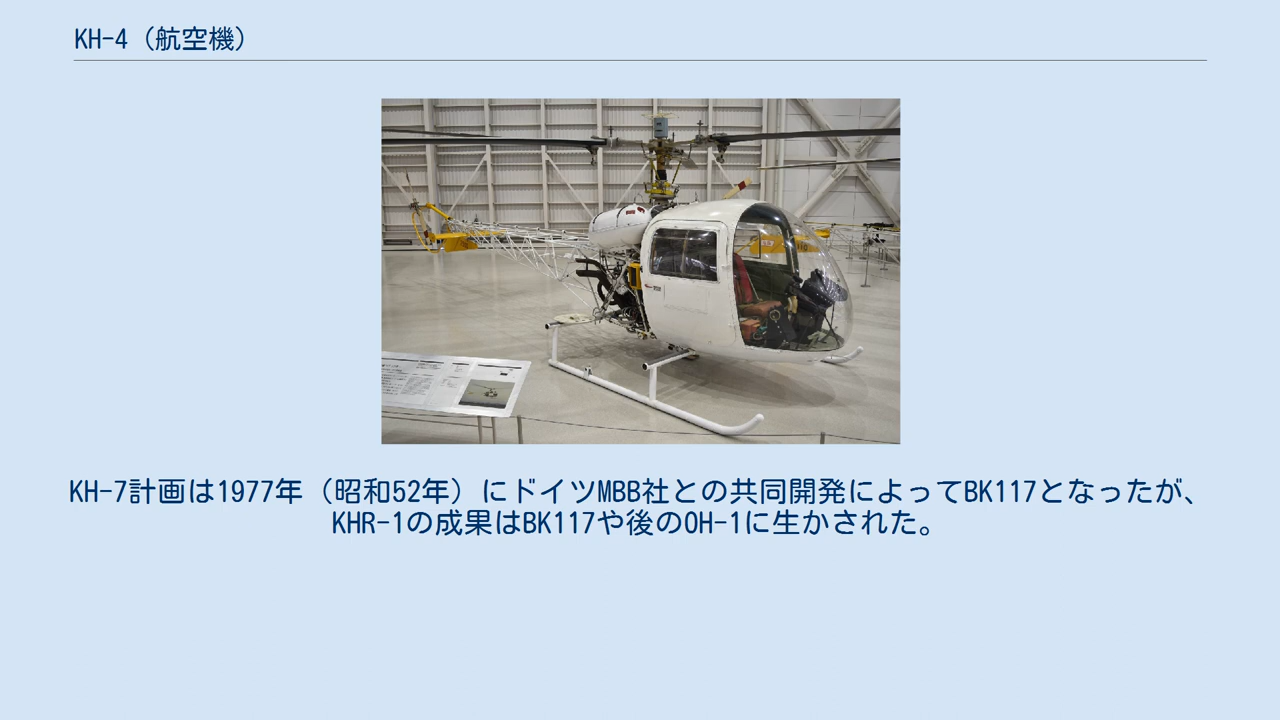 KH-4（航空機）
KH-7計画は1977年（昭和52年）にドイツMBB社との共同開発によってBK117となったが、
KHR-1の成果はBK117や後のOH-1に生かされた。